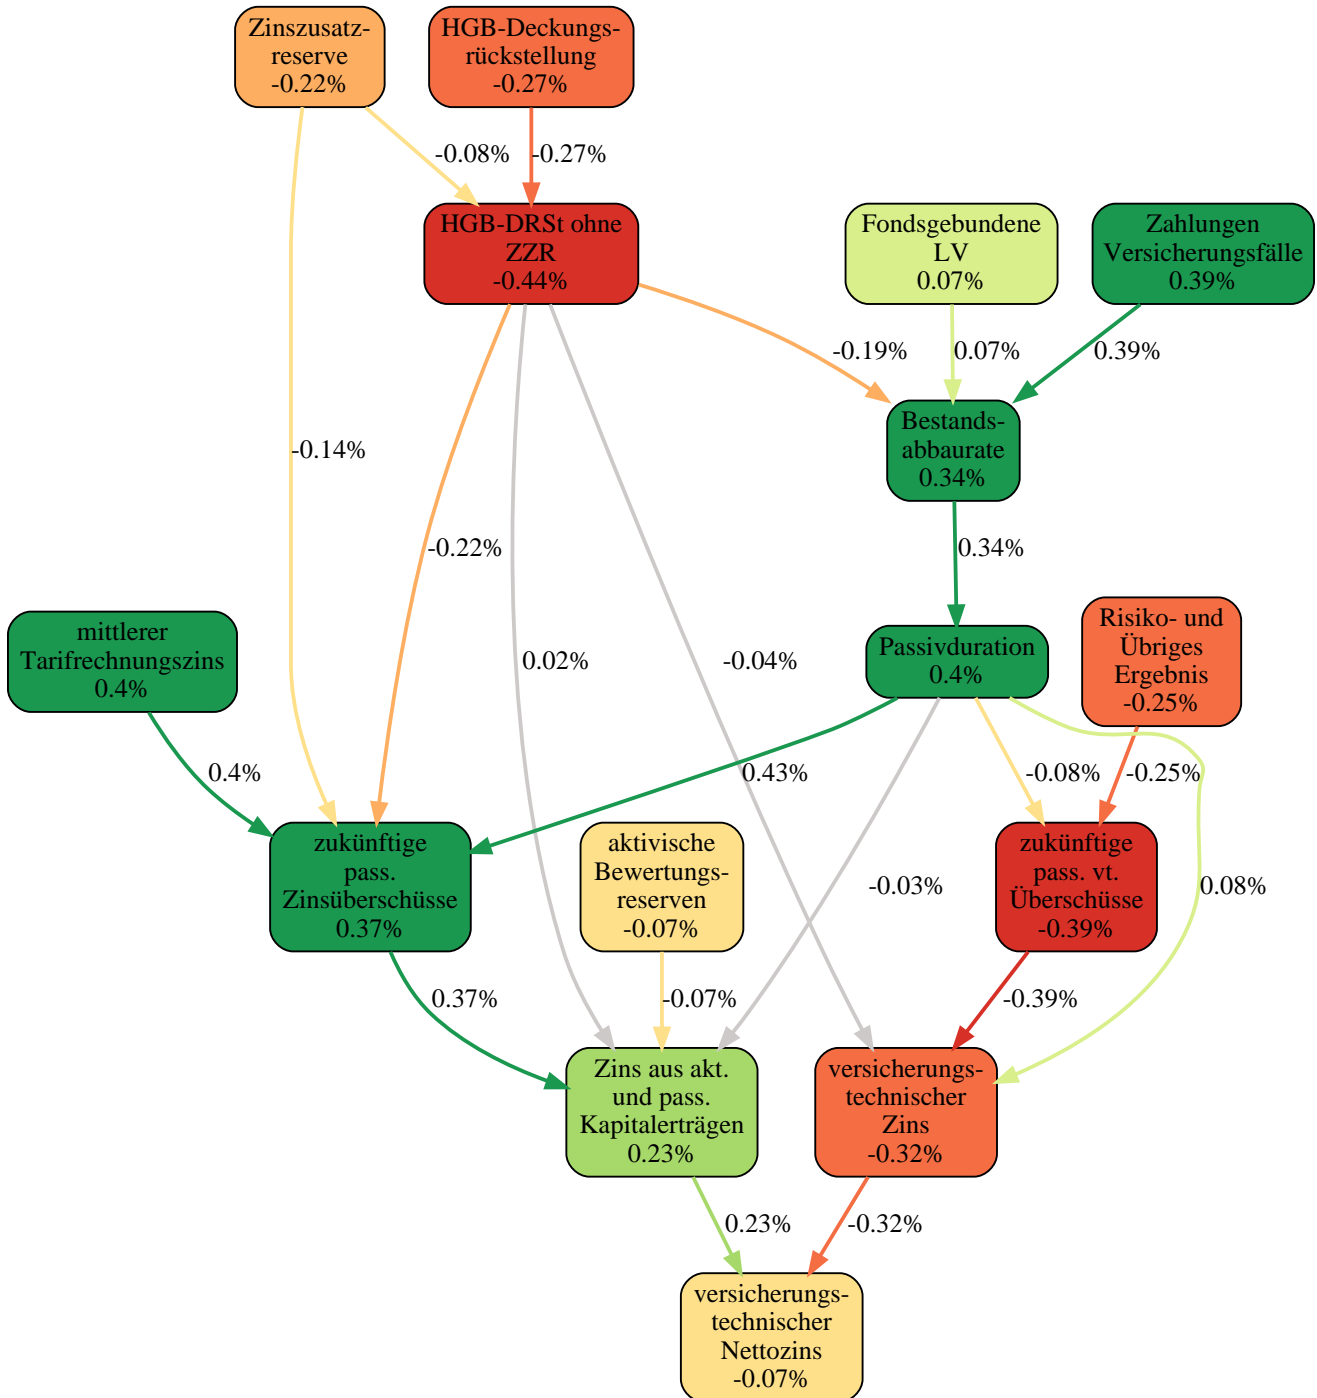 Zinszusatz-
reserve
-0.22%
HGB-Deckungs-
rückstellung
-0.27%
-0.08%
-0.27%
HGB-DRSt ohne
ZZR
-0.44%
Fondsgebundene
LV
0.07%
Zahlungen
Versicherungsfälle
0.39%
-0.19%
0.07%
0.39%
Bestands-
abbaurate
0.34%
-0.14%
-0.22%
0.34%
mittlerer
Tarifrechnungszins
0.4%
0.02%
-0.04%
Passivduration
0.4%
Risiko- und
Übriges
Ergebnis
-0.25%
0.4%
0.43%
-0.08%
-0.25%
zukünftige
pass.
Zinsüberschüsse
0.37%
aktivische
Bewertungs-
reserven
-0.07%
-0.03%
zukünftige
pass. vt.
Überschüsse
-0.39%
0.08%
0.37%
-0.07%
-0.39%
Zins aus akt.
und pass.
Kapitalerträgen
0.23%
versicherungs-
technischer
Zins
-0.32%
0.23%
-0.32%
versicherungs-
technischer
Nettozins
-0.07%